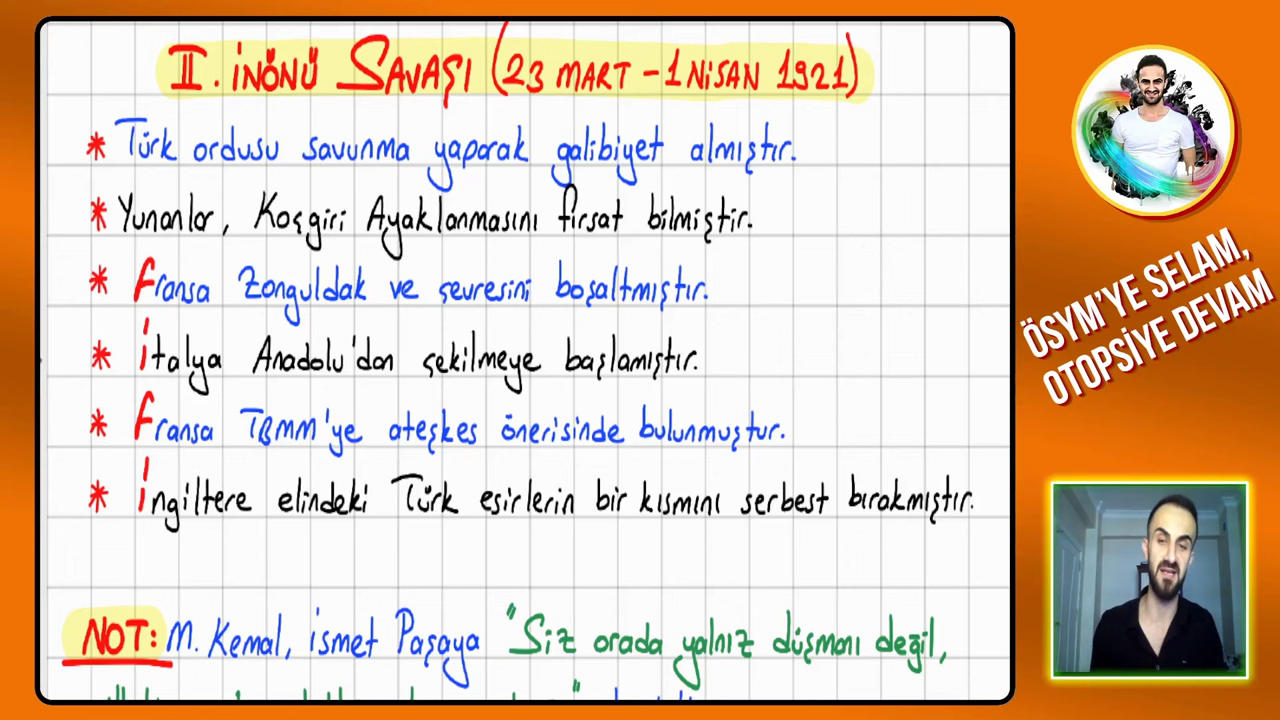 II. İNÖNÜ SAVAŞI (23 MART - 1 NİSAN 1921)
* Türk ordusu savunma yaparak galibiyet almıştır.
* Yunanlar, Koçgiri Ayaklanmasını fırsat bilmiştir.
* Fransa Zonguldak ve çevresini boşaltmıştır.
* İtalya Anadolu'dan çekilmeye başlamıştır.
* Fransa TBMM'ye ateşkes önerisinde bulunmuştur.
* İngiltere elindeki Türk esirlerin bir kısmını serbest bırakmıştır.
NOT: M. Kemal, İsmet Paşaya "Siz orada yalnız düşmanı değil,
ÖSYM'YE SELAM,
OTOPSİYE DEVAM